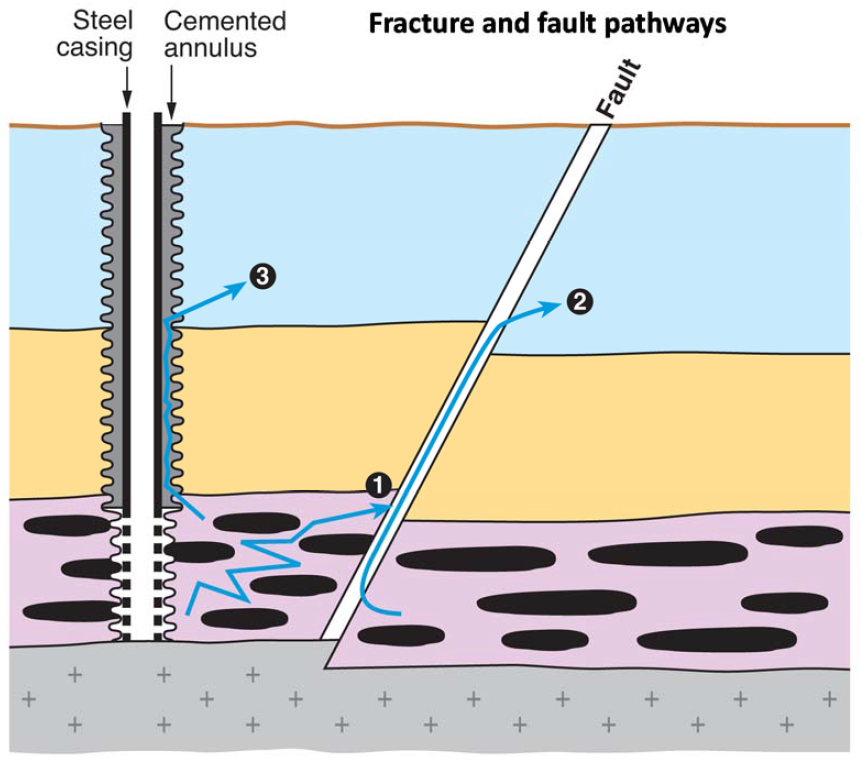 Steel
casing
Cemented
annulus
Fracture and fault pathways
Fault
3
2
1